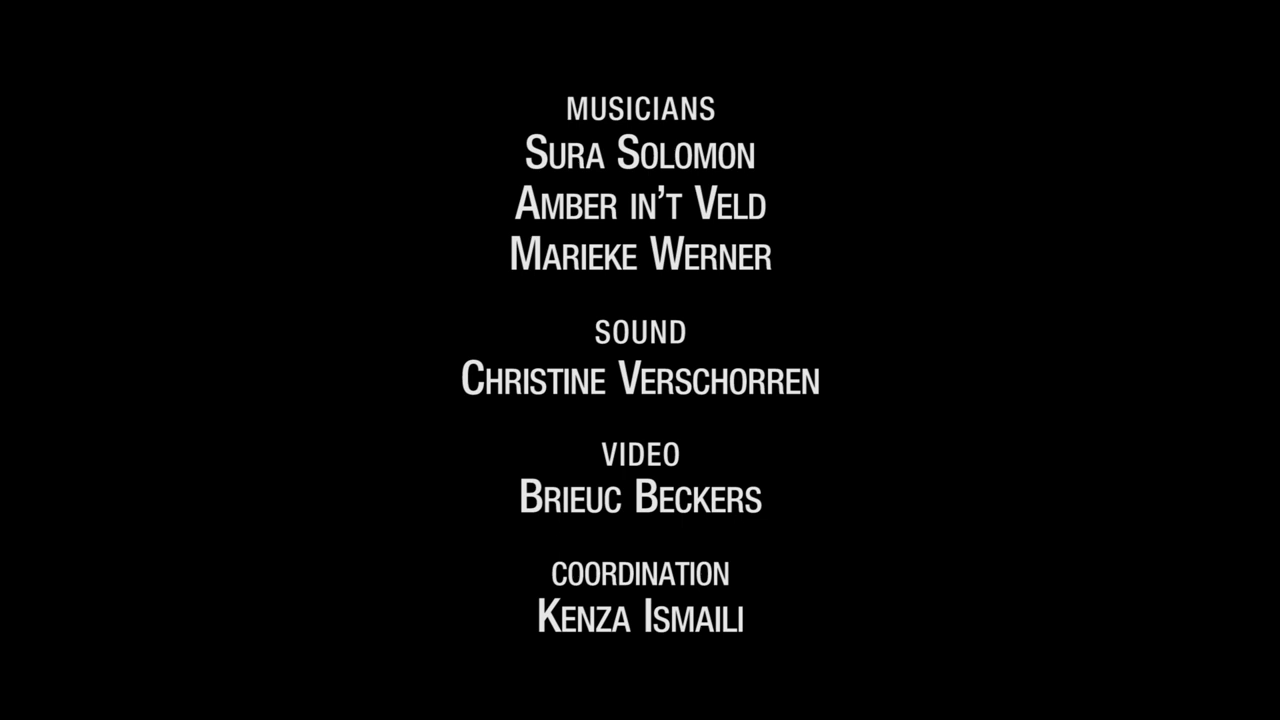 MUSICIANS
SURA SOLOMON
AMBER IN’T VELD
MARIEKE WERNER
SOUND
CHRISTINE VERSCHORREN
VIDEO
BRIEUC BECKERS
COORDINATION
KENZA ISMAILI